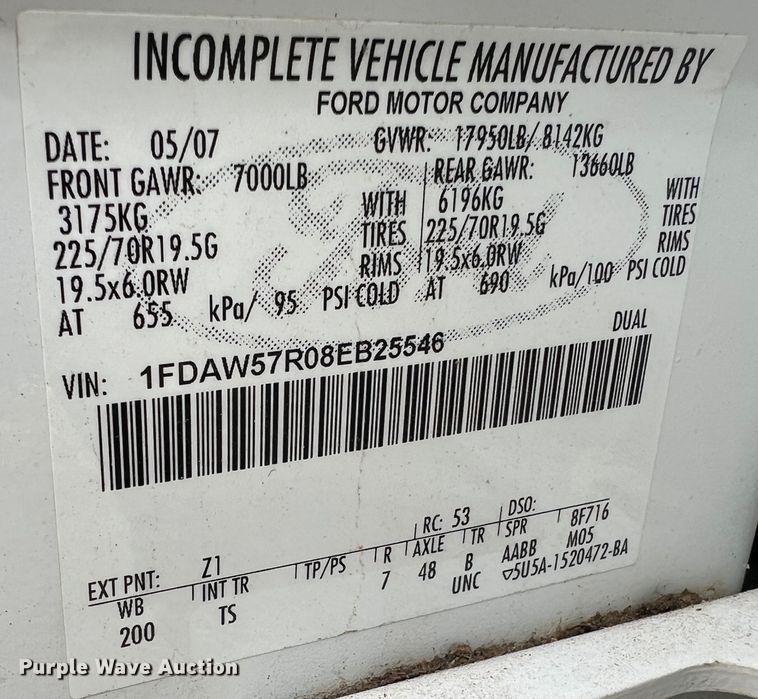 INCOMPLETE VEHICLE MANUFACTURED BY
FORD MOTOR COMPANY
DATE: 05/07 GVWR: 17950LB/ 8142KG
FRONT GAWR: 7000LB REAR GAWR: 13660LB
3175KG WITH 6196KG WITH
225/70R19.5G TIRES 225/70R19.5G TIRES
19.5x6.0RW RIMS 19.5x6.0RW RIMS
AT 655 kPa/ 95 PSI COLD AT 690 kPa/100 PSI COLD
DUAL
VIN: 1FDAW57R08EB25546
EXT PNT: Z1 RC: 53 DSO:
WB INT TR TP/PS R AXLE TR SPR 8F716
200 TS 7 48 B AABB M05
UNC ▽5U5A-1520472-BA
Purple Wave Auction